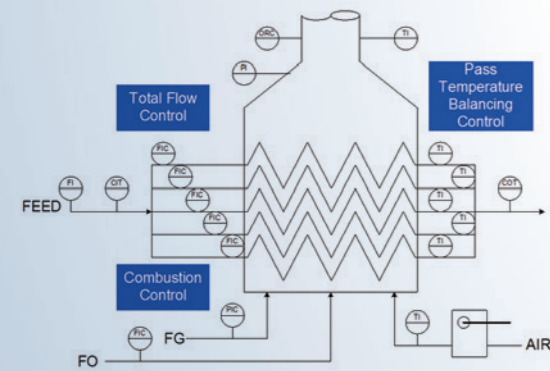 ORC
TI
PI
Total Flow
Control
Pass
Temperature
Balancing
Control
FIC
TI
FIC
TI
FI
CIT
FIC
TI
COT
FEED
FIC
TI
FIC
TI
Combustion
Control
PIC
TI
FIC
FG
AIR
FO